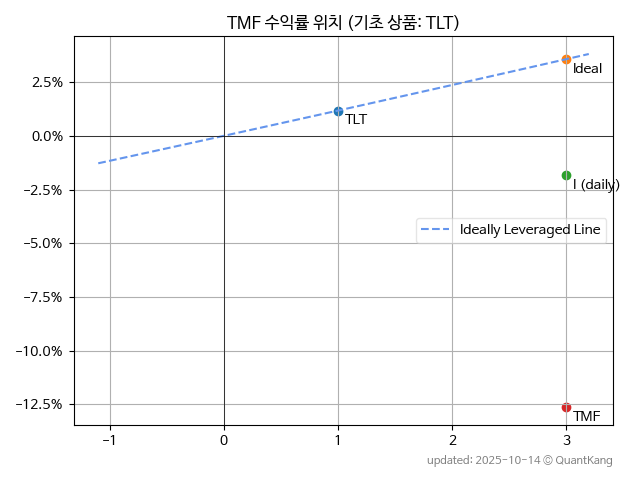 TMF 수익률 위치 (기초 상품: TLT)
2.5%
0.0%
−2.5%
−5.0%
−7.5%
−10.0%
−12.5%
Ideal
TLT
I (daily)
Ideally Leveraged Line
TMF
−1
0
1
2
3
updated: 2025-10-14 © QuantKang